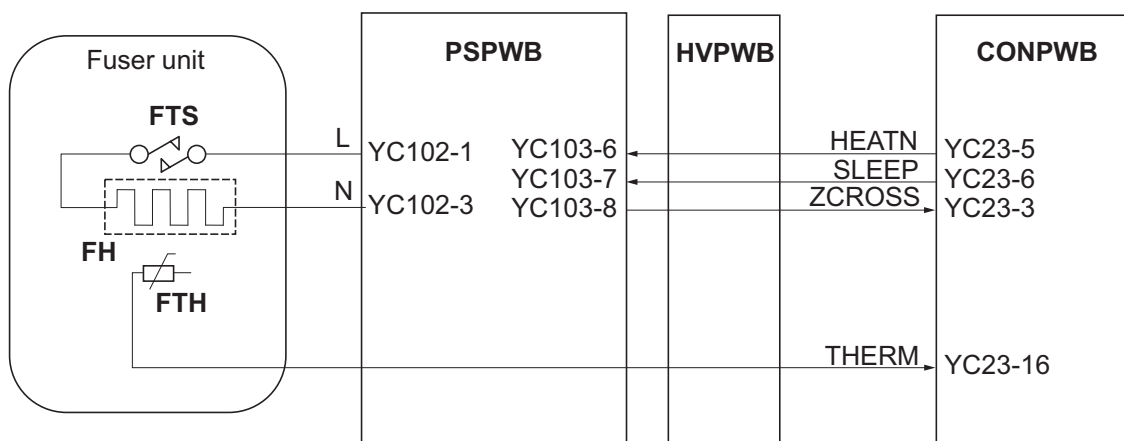 Fuser unit
FTS
FH
FTH
L
N
PSPWB
YC102-1
YC102-3
YC103-6
YC103-7
YC103-8
HVPWB
HEATN
SLEEP
ZCROSS
THERM
CONPWB
YC23-5
YC23-6
YC23-3
YC23-16